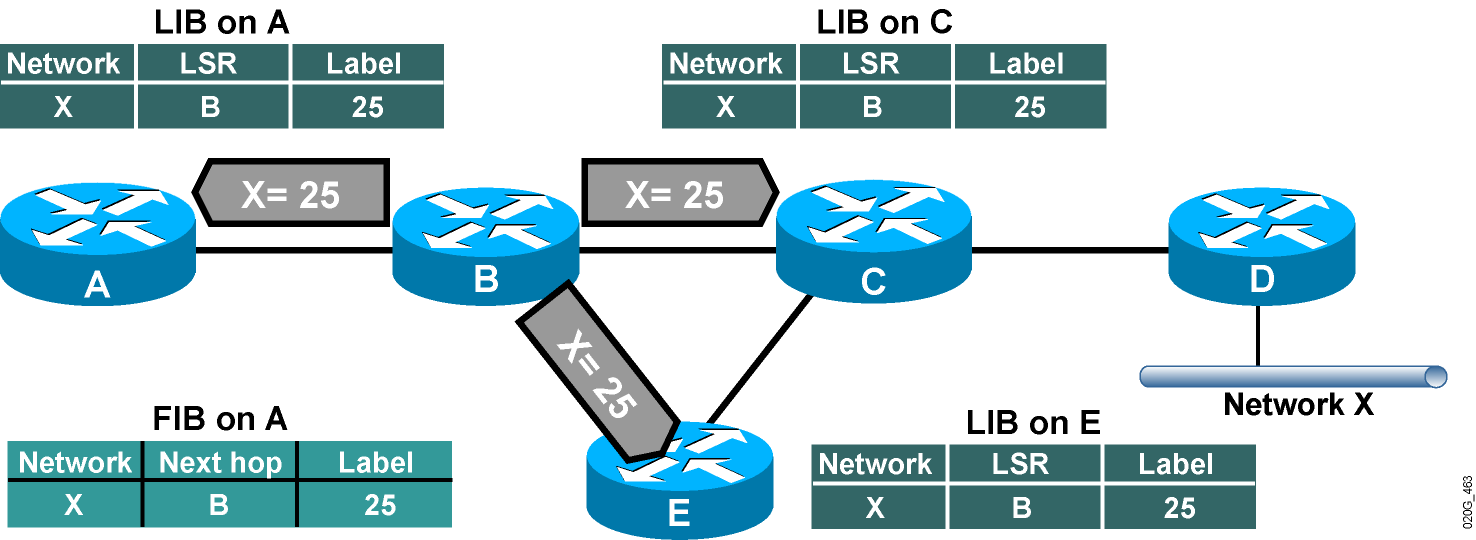 LIB on A
Network LSR Label
X B 25
LIB on C
Network LSR Label
X B 25
X= 25
X= 25
A
B
C
D
X= 25
Network X
FIB on A
Network Next hop Label
X B 25
E
LIB on E
Network LSR Label
X B 25
020G_463